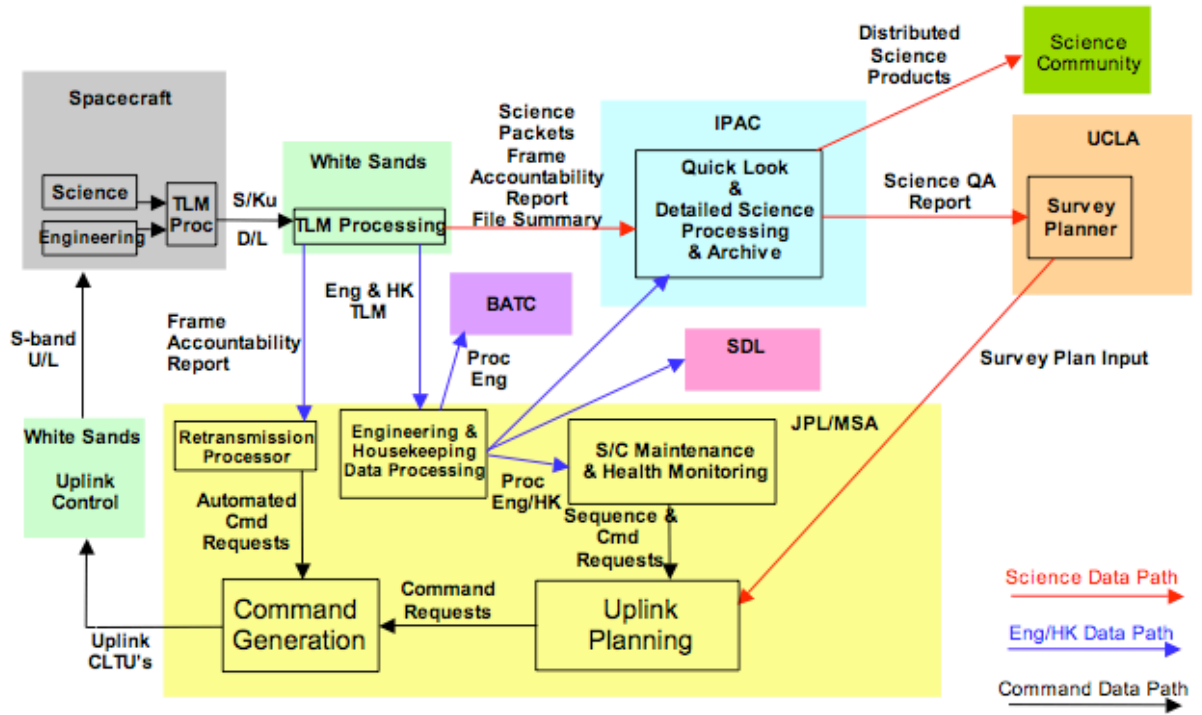 Spacecraft
Science
Engineering
TLM
Proc
S/Ku
D/L
White Sands
TLM Processing
Science
Packets
Frame
Accountability
Report
File Summary
IPAC
Quick Look
&
Detailed Science
Processing
& Archive
Distributed
Science
Products
Science
Community
UCLA
Science QA
Report
Survey
Planner
Survey Plan Input
S-band
U/L
Frame
Accountability
Report
Eng & HK
TLM
BATC
Proc
Eng
SDL
White Sands
Uplink
Control
JPL/MSA
Retransmission
Processor
Engineering &
Housekeeping
Data Processing
S/C Maintenance
& Health Monitoring
Proc
Eng/HK
Automated
Cmd
Requests
Sequence &
Cmd
Requests
Command
Generation
Command
Requests
Uplink
Planning
Uplink
CLTU's
Science Data Path
Eng/HK Data Path
Command Data Path